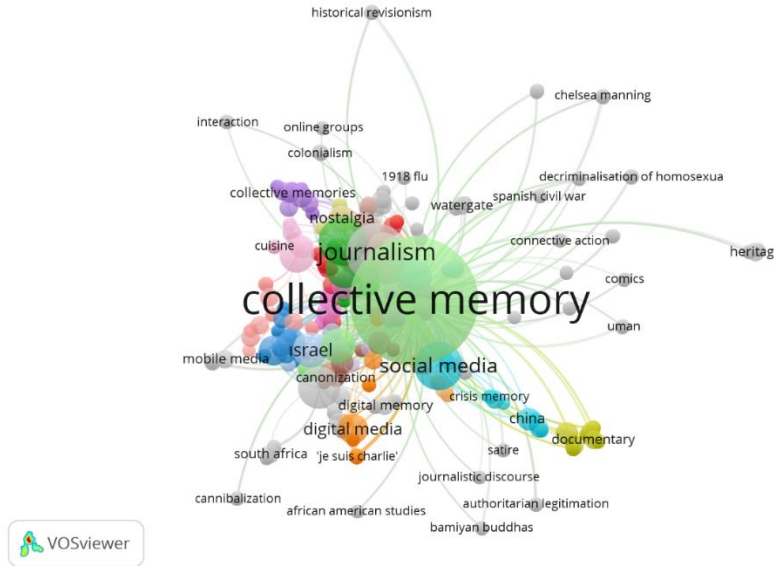 historical revisionism
chelsea manning
interaction
online groups
colonialism
1918 flu
decriminalisation of homosexua
collective memories
spanish civil war
watergate
nostalgia
cuisine
journalism
connective action
heritag
comics
collective memory
uman
israel
mobile media
social media
canonization
crisis memory
digital memory
china
digital media
documentary
satire
south africa
'je suis charlie'
journalistic discourse
cannibalization
authoritarian legitimation
african american studies
bamiyan buddhas
VOSviewer